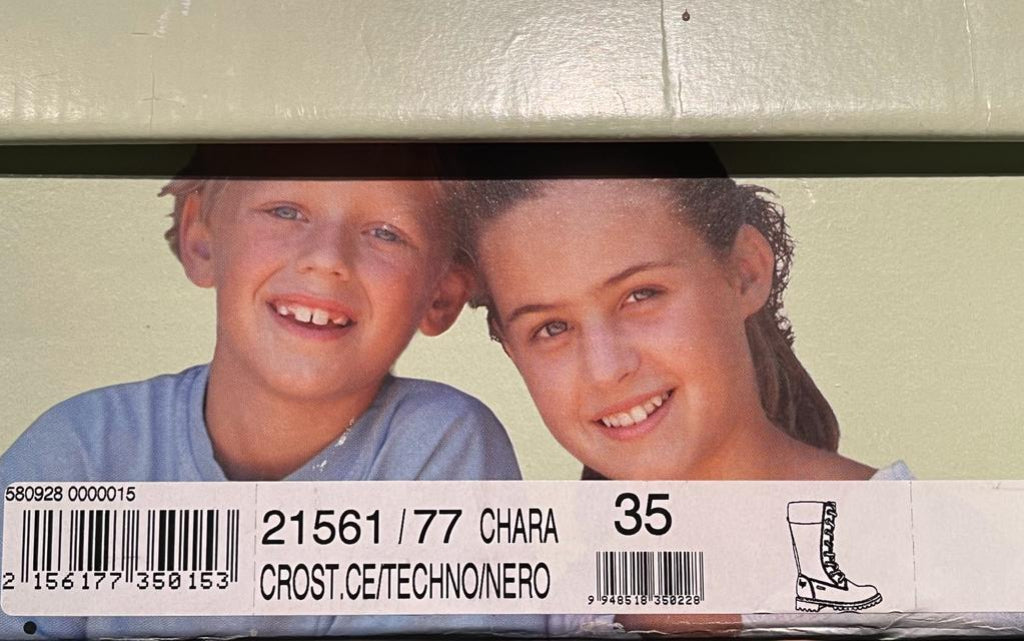 580928 0000015
21561 / 77 CHARA 35
2 156177 350153
CROST.CE/TECHNO/NERO
9 948518 350228